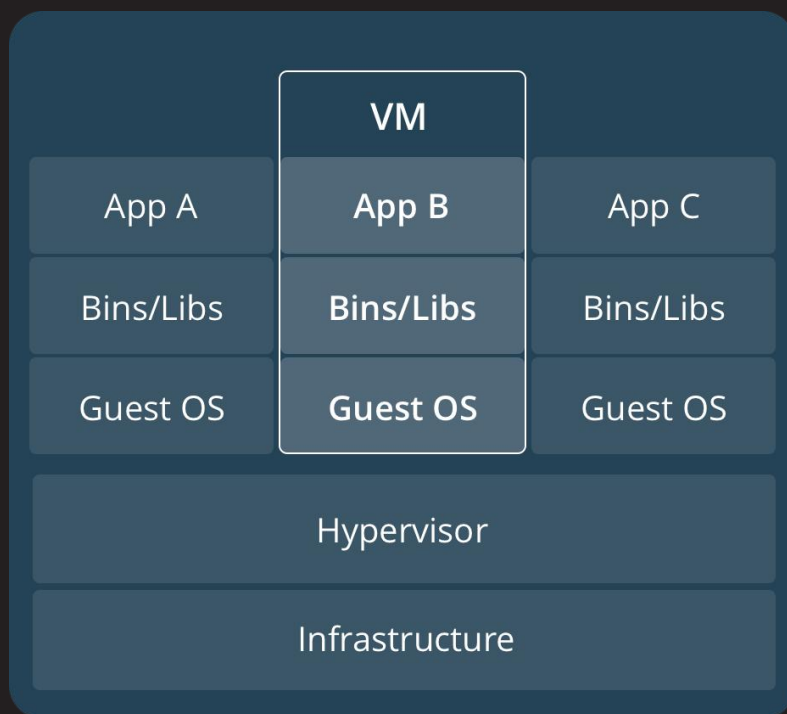 VM
App A
App B
App C
Bins/Libs
Bins/Libs
Bins/Libs
Guest OS
Guest OS
Guest OS
Hypervisor
Infrastructure